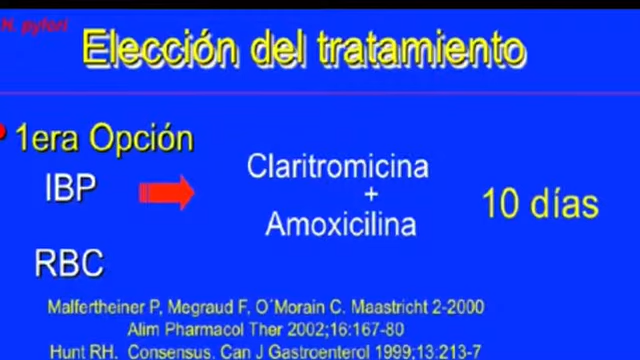 H. pylori
Elección del tratamiento
1era Opción
IBP
Claritromicina
+
Amoxicilina
10 días
RBC
Malfertheiner P, Megraud F, O´Morain C. Maastricht 2-2000
Alim Pharmacol Ther 2002;16:167-80
Hunt RH. Consensus. Can J Gastroenterol 1999;13:213-7